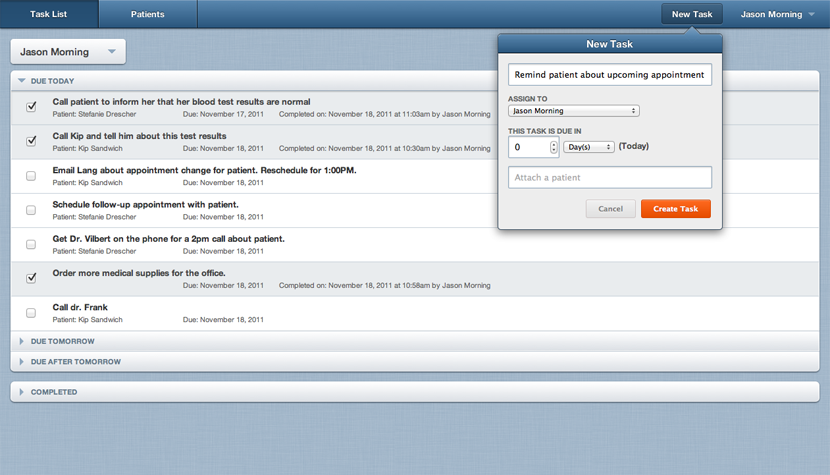 Task List
Patients
New Task
Jason Morning
Jason Morning
New Task
Remind patient about upcoming appointment
ASSIGN TO
Jason Morning
THIS TASK IS DUE IN
0 Day(s) (Today)
Attach a patient
Cancel Create Task
DUE TODAY
Call patient to inform her that her blood test results are normal
Patient: Stefanie Drescher Due: November 17, 2011 Completed on: November 18, 2011 at 11:03am by Jason Morning
Call Kip and tell him about this test results
Patient: Kip Sandwich Due: November 18, 2011 Completed on: November 18, 2011 at 10:30am by Jason Morning
Email Lang about appointment change for patient. Reschedule for 1:00PM.
Patient: Kip Sandwich Due: November 18, 2011
Schedule follow-up appointment with patient.
Patient: Stefanie Drescher Due: November 18, 2011
Get Dr. Vilbert on the phone for a 2pm call about patient.
Patient: Stefanie Drescher Due: November 18, 2011
Order more medical supplies for the office.
Due: November 18, 2011 Completed on: November 18, 2011 at 10:58am by Jason Morning
Call dr. Frank
Patient: Kip Sandwich Due: November 18, 2011
DUE TOMORROW
DUE AFTER TOMORROW
COMPLETED